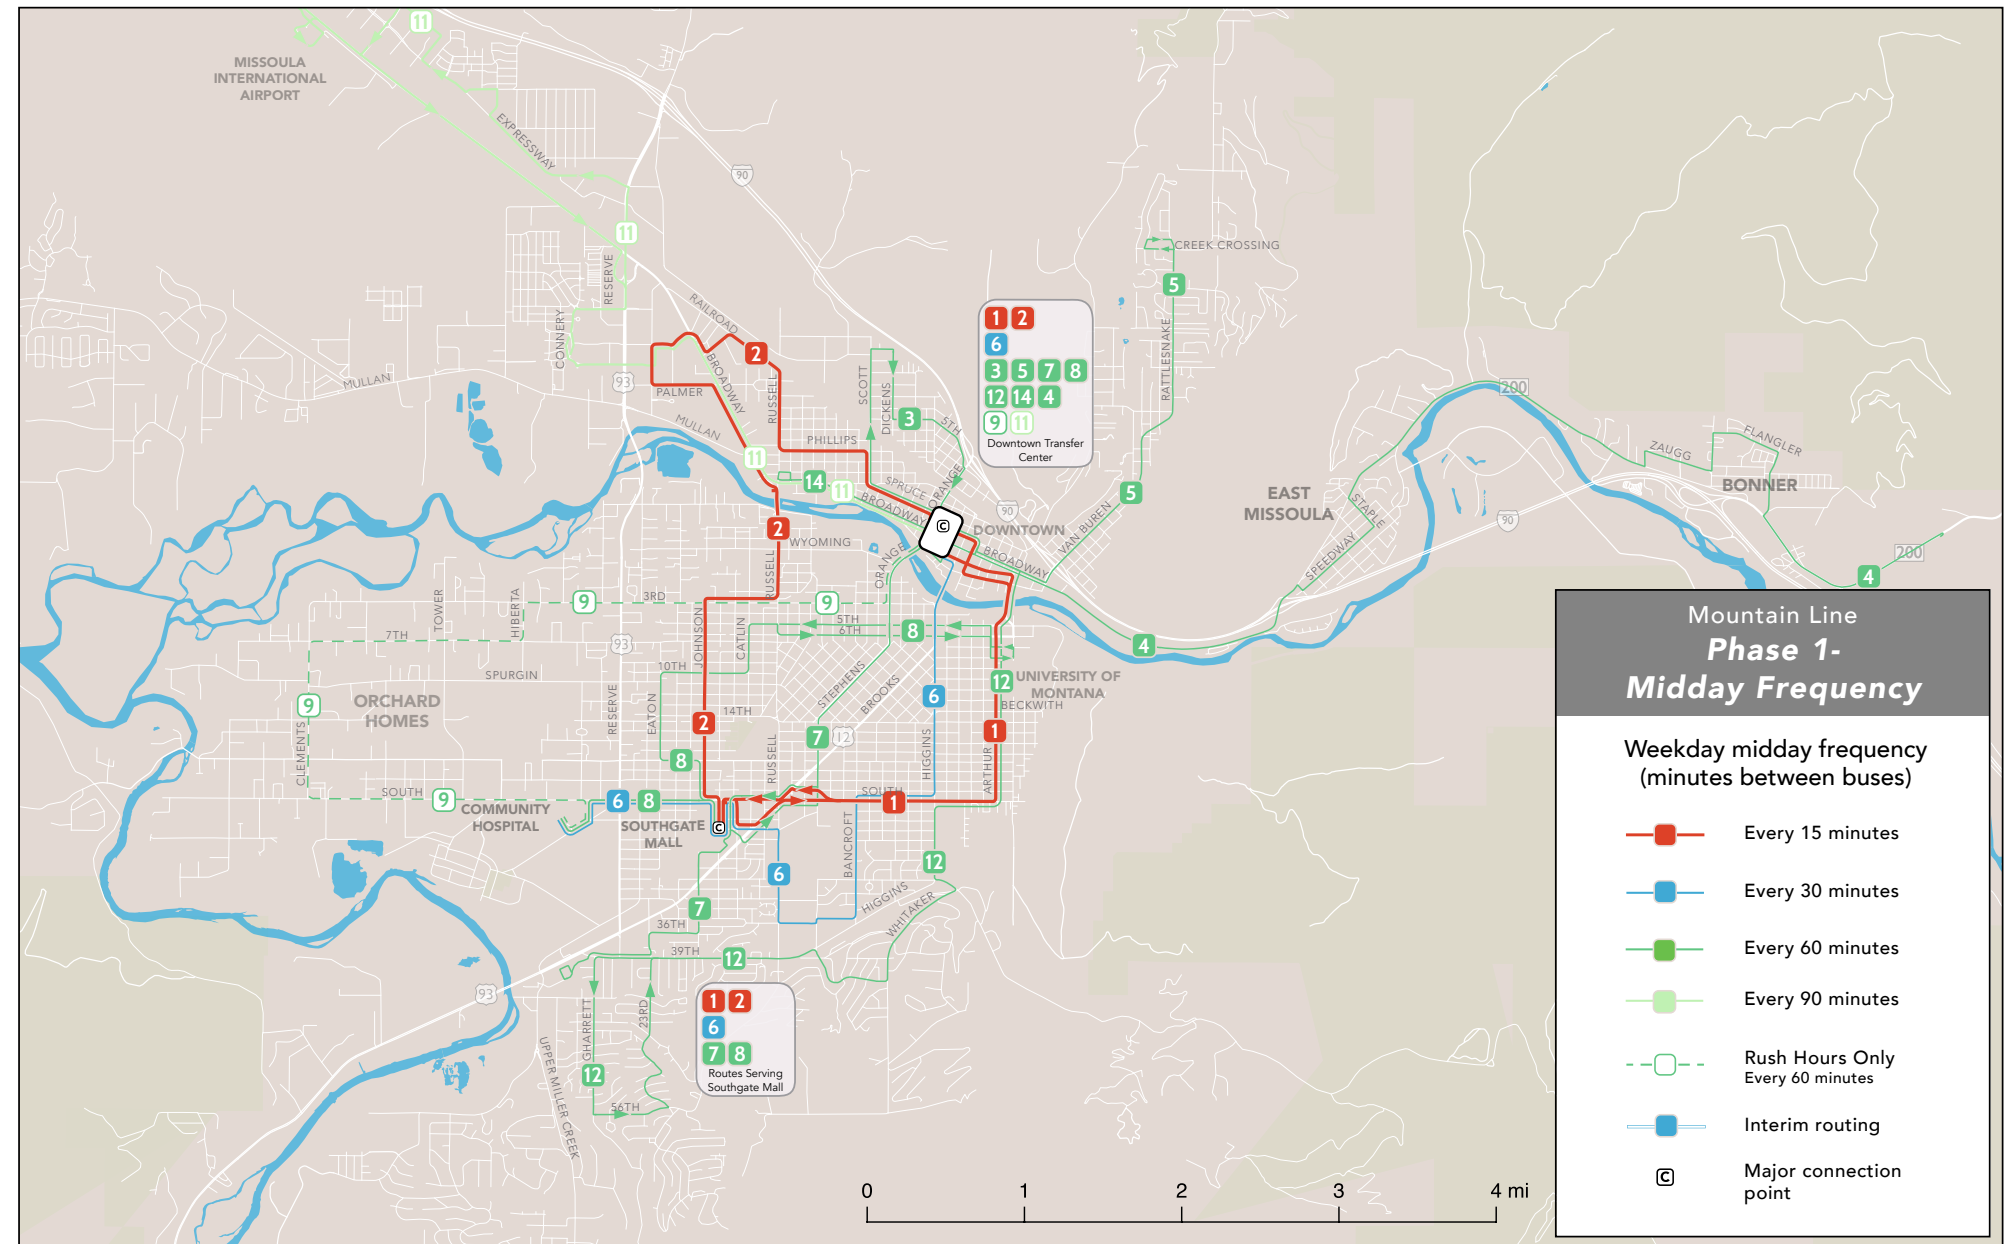 11
MISSOULA
INTERNATIONAL
AIRPORT
EXPRESSWAY
90
11
RESERVE
CONNERY
RAILROAD
2
BROADWAY
RUSSELL
PALMER
93
MULLAN
MULLAN
11
PHILLIPS
SCOTT
DICKENS
3
5TH
ORANGE
SPRUCE
14
11
BROADWAY
1 2
6
3 5 7 8
12 14 4
9 11
Downtown Transfer
Center
CREEK CROSSING
5
RATTLESNAKE
5
VAN BUREN
90
C
DOWNTOWN
BROADWAY
EAST
MISSOULA
STAPLE
SPEEDWAY
90
200
ZAUGG
FLANGLER
BONNER
200
4
4
2
WYOMING
RUSSELL
ORANGE
9
3RD
9
TOWER
HIBERTA
7TH
93
JOHNSON
CATLIN
5TH
6TH
8
10TH
SPURGIN
9
ORCHARD
HOMES
CLEMENTS
RESERVE
EATON
2
14TH
STEPHENS
BROOKS
7
12
6
12
UNIVERSITY OF
MONTANA
BECKWITH
1
8
RUSSELL
HIGGINS
ARTHUR
SOUTH
9
COMMUNITY
HOSPITAL
6
8
SOUTHGATE
MALL
C
SOUTH
1
BANCROFT
6
12
HIGGINS
WHITAKER
7
36TH
39TH
12
93
GHARRETT
23RD
UPPER MILLER CREEK
12
56TH
1 2
6
7 8
Routes Serving
Southgate Mall
0 1 2 3 4 mi
Mountain Line
Phase 1-
Midday Frequency
Weekday midday frequency
(minutes between buses)
Every 15 minutes
Every 30 minutes
Every 60 minutes
Every 90 minutes
Rush Hours Only
Every 60 minutes
Interim routing
C
Major connection
point